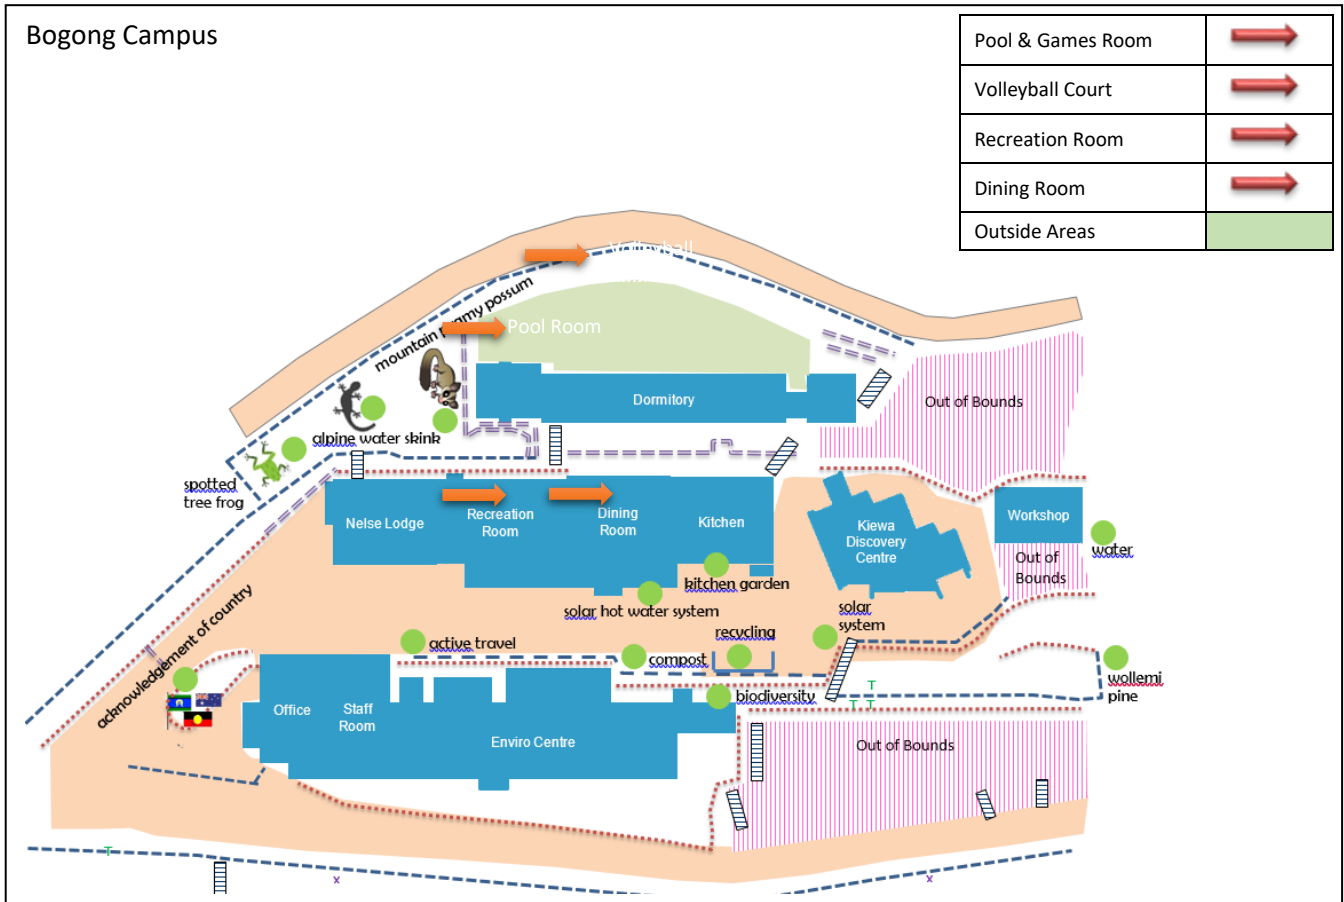 Bogong Campus
Pool & Games Room
Volleyball Court
Recreation Room
Dining Room
Outside Areas
Volleyball
mountain pygmy possum
Pool Room
Dormitory
Out of Bounds
alpine water skink
spotted
tree frog
Nelse Lodge
Recreation
Room
Dining
Room
Kitchen
Kiewa
Discovery
Centre
Workshop
water
Out of
Bounds
kitchen garden
solar hot water system
solar
system
acknowledgement of country
active travel
recycling
compost
biodiversity
wollemi
pine
Office
Staff
Room
Enviro Centre
Out of Bounds
T
T T
T
x
x